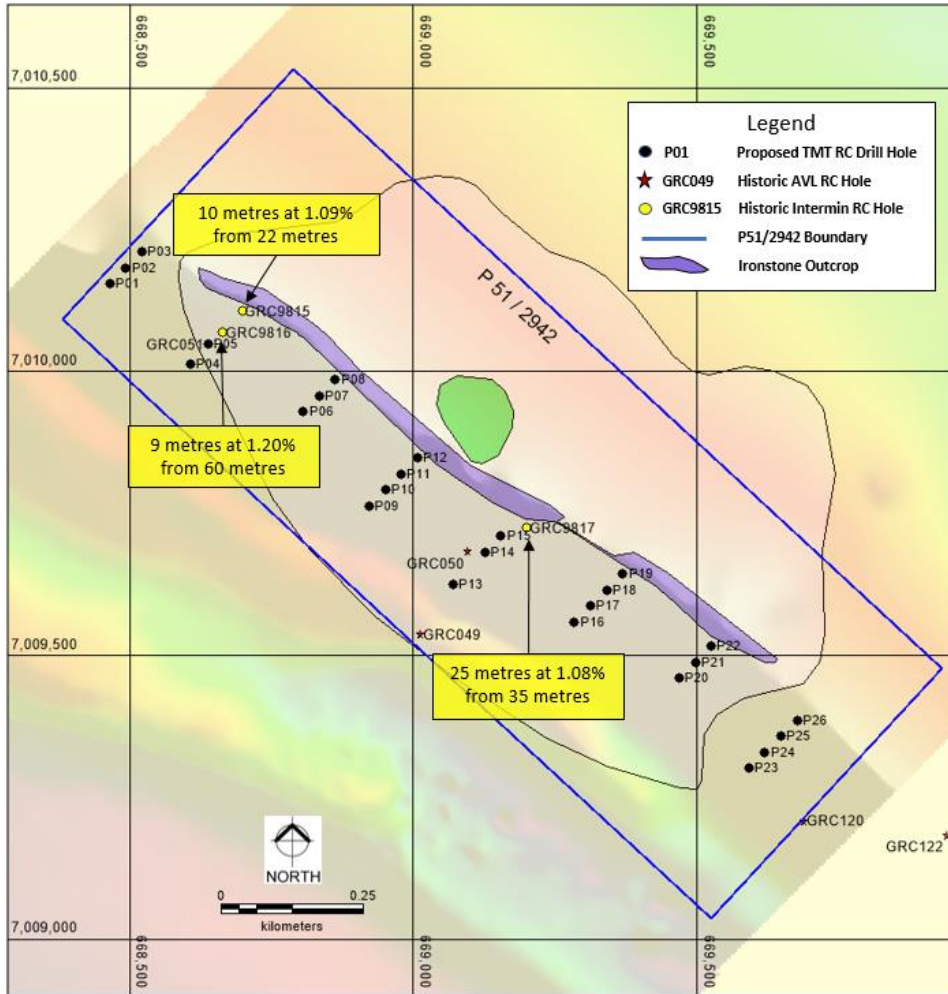 668,500
669,000
669,500
7,010,500
Legend
P01 Proposed TMT RC Drill Hole
GRC049 Historic AVL RC Hole
GRC9815 Historic Intermin RC Hole
P51/2942 Boundary
Ironstone Outcrop
10 metres at 1.09%
from 22 metres
P 51 / 2942
P03
P02
P01
GRC9815
GRC9816
GRC051
P05
P04
7,010,000
P08
P07
P06
9 metres at 1.20%
from 60 metres
P12
P11
P10
P09
GRC9817
P15
P14
GRC050
P13
P19
P18
P17
P16
GRC049
7,009,500
P22
P21
P20
25 metres at 1.08%
from 35 metres
P26
P25
P24
P23
GRC120
GRC122
NORTH
0 0.25
kilometers
7,009,000
668,500
669,000
669,500